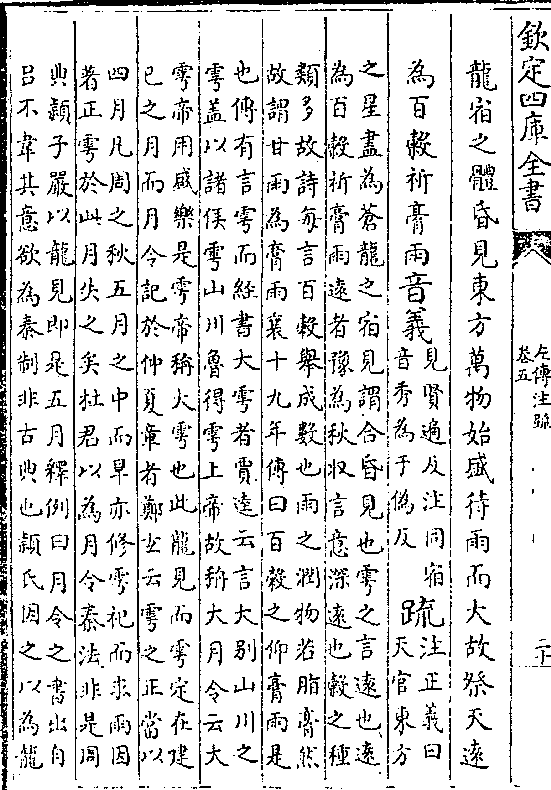 欽定四庫全書
左傳注疏
卷五
二十
龍宿之體昏見東方萬物始盛待雨而大故祭天遠
為百穀祈膏雨音義
見賢遍反注同宿
音秀為于偽反
疏
注正義曰
天官東方
之星盡為蒼龍之宿見謂合昏見也雩之言遠也遠
為百穀祈膏雨遠者豫為秋收言意深遠也穀之種
類多故詩每言百穀舉成數也雨之潤物若脂膏然
故謂甘雨為膏雨襄十九年傳曰百穀之仰膏雨是
也傳有言雩而經書大雩者賈逵云言大别山川之
雩葢以諸侯雩山川魯得雩上帝故稱大月令云大
雩帝用盛樂是雩帝稱大雩也此龍見而雩定在建
巳之月而月令記於仲夏章者鄭𤣥云雩之正當以
四月凡周之秋五月之中而旱亦修雩祀而求雨因
著正雩於此月失之矣杜君以為月令秦法非是周
典頴子嚴以龍見即是五月釋例曰月令之書出自
吕不韋其意欲為秦制非古典也頴氏因之以為龍